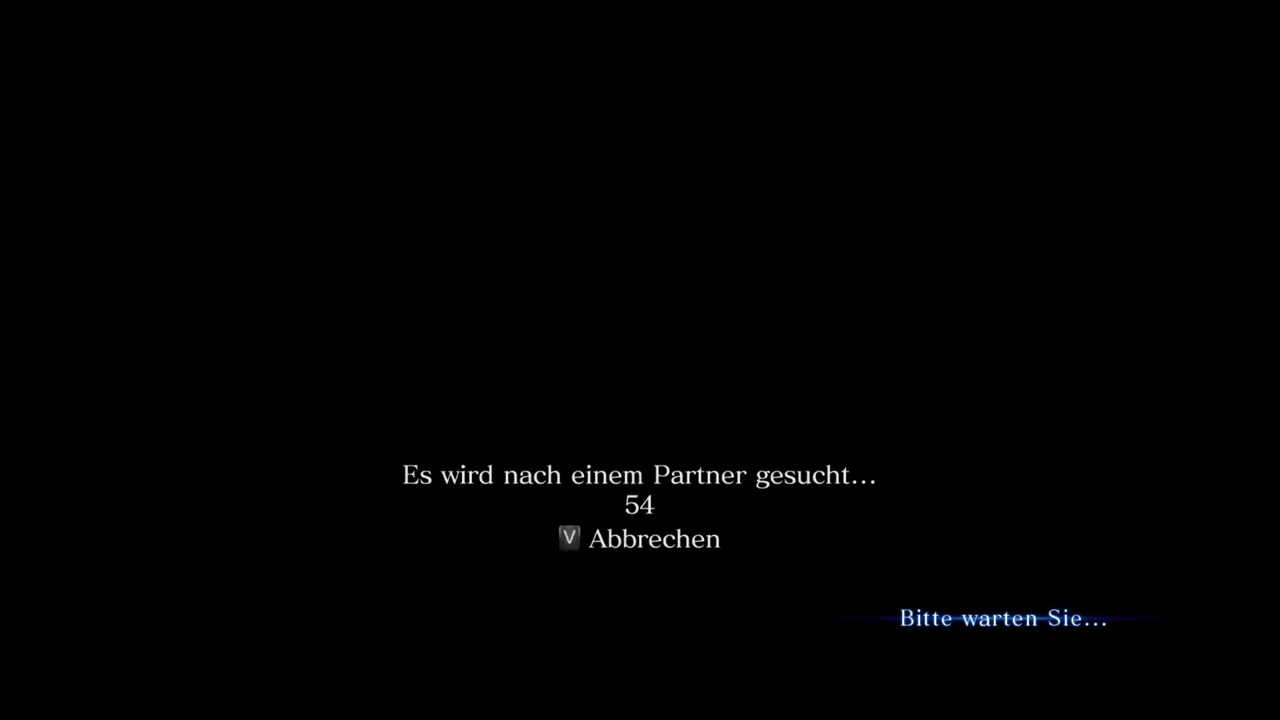 Es wird nach einem Partner gesucht...
54
V Abbrechen
Bitte warten Sie...